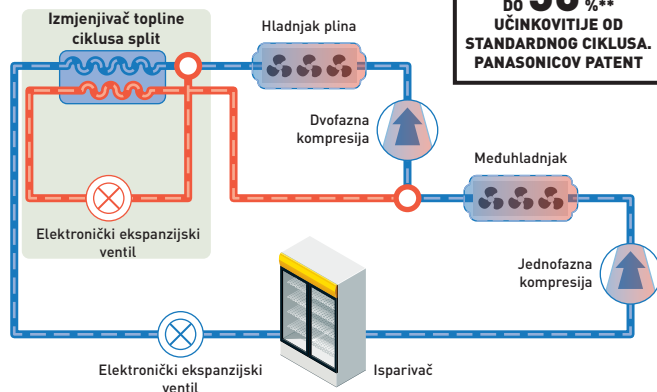 Izmjenjivač topline
ciklusa split
Hladnjak plina
DO %**
UČINKOVITIJE OD
STANDARDNOG CIKLUSA.
PANASONICOV PATENT
Dvofazna
kompresija
Međuhladnjak
Elektronički ekspanzijski
ventil
Jednofazna
kompresija
Elektronički ekspanzijski
ventil
Isparivač